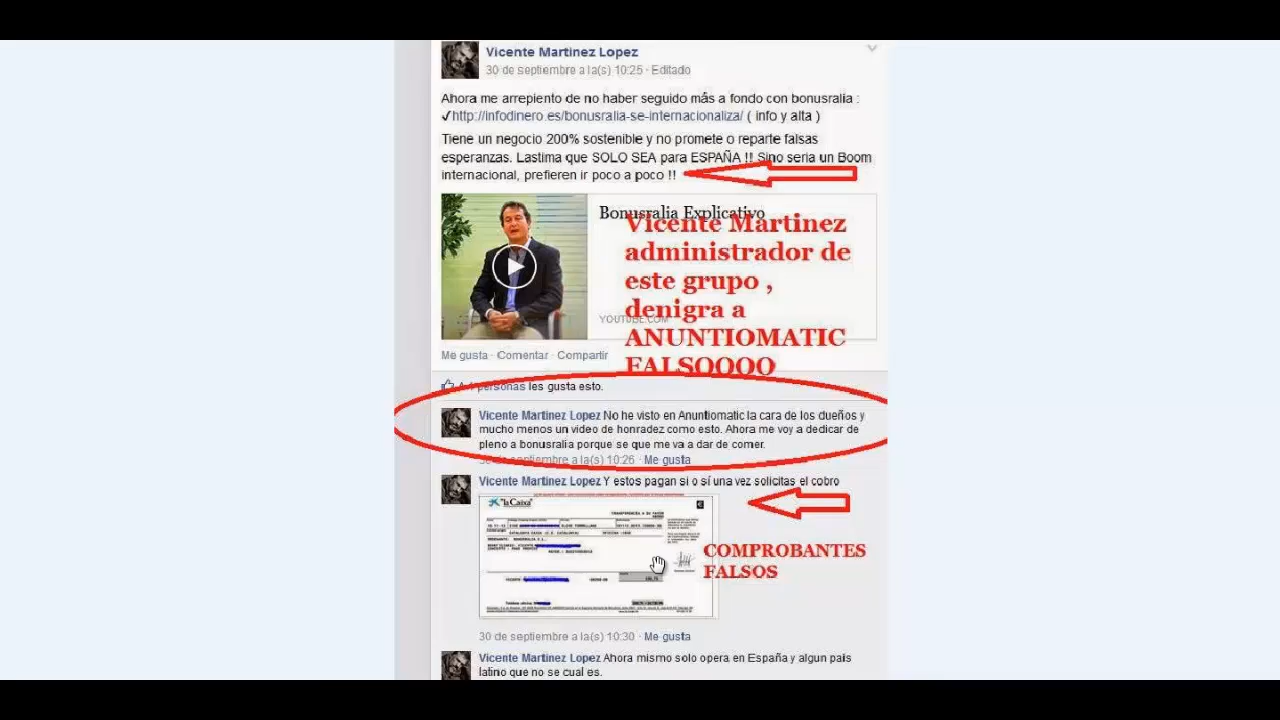 Vicente Martinez Lopez
30 de septiembre a la(s) 10:25 · Editado
Ahora me arrepiento de no haber seguido más a fondo con bonusralia :
✓http://infodinero.es/bonusralia-se-internacionaliza/ ( info y alta )
Tiene un negocio 200% sostenible y no promete o reparte falsas
esperanzas. Lastima que SOLO SEA para ESPAÑA !! Sino seria un Boom
internacional, prefieren ir poco a poco !!
Bonusralia Explicativo
Vicente Martinez
administrador de
este grupo ,
denigra a
YOUTUBE.COM
ANUNTIOMATIC
FALSOOOO
Me gusta · Comentar · Compartir
personas les gusta esto.
Vicente Martinez Lopez No he visto en Anuntiomatic la cara de los dueños y
mucho menos un video de honradez como esto. Ahora me voy a dedicar de
pleno a bonusralia porque se que me va a dar de comer.
30 de septiembre a la(s) 10:26 · Me gusta
Vicente Martinez Lopez Y estos pagan si o sí una vez solicitas el cobro
"la Caixa"
COMPROBANTES
FALSOS
30 de septiembre a la(s) 10:30 · Me gusta
Vicente Martinez Lopez Ahora mismo solo opera en España y algun pais
latino que no se cual es.